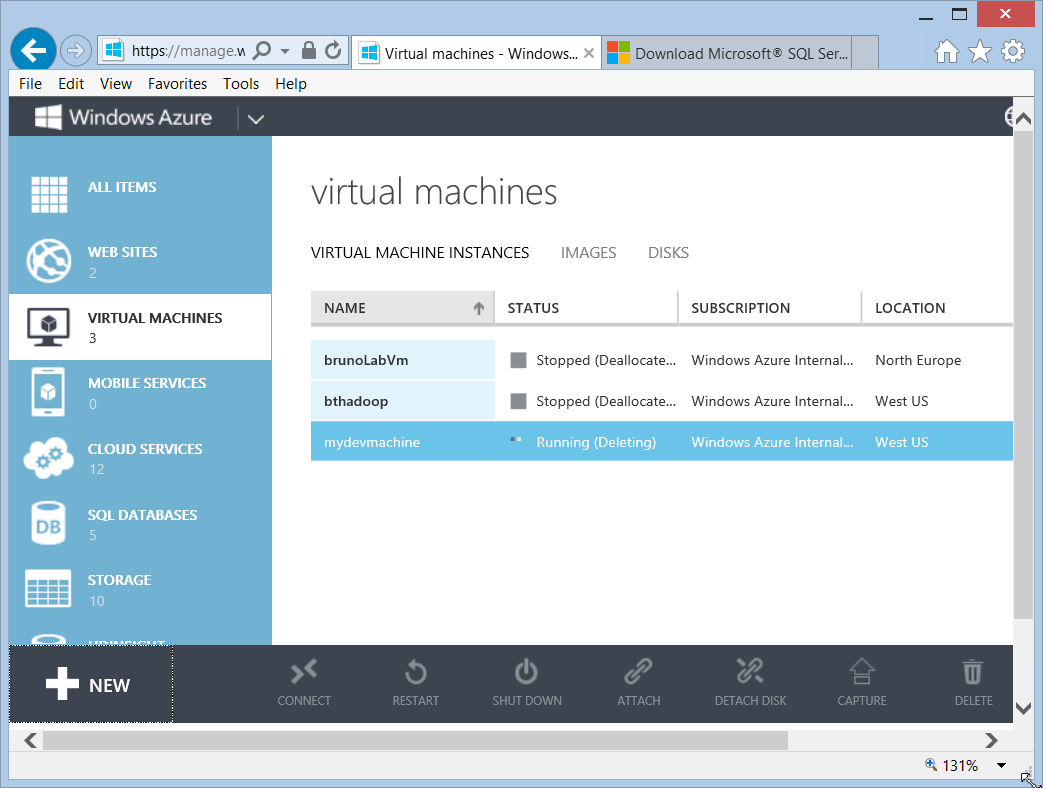 https://manage.w
Virtual machines - Windows...
Download Microsoft® SQL Ser...
File Edit View Favorites Tools Help
Windows Azure
ALL ITEMS
WEB SITES
2
VIRTUAL MACHINES
3
MOBILE SERVICES
0
CLOUD SERVICES
12
SQL DATABASES
5
DB
STORAGE
10
HDINSIGHT
NEW
virtual machines
VIRTUAL MACHINE INSTANCES IMAGES DISKS
NAME STATUS SUBSCRIPTION LOCATION
brunoLabVm Stopped (Deallocate... Windows Azure Internal... North Europe
bthadoop Stopped (Deallocate... Windows Azure Internal... West US
mydevmachine Running (Deleting) Windows Azure Internal... West US
CONNECT RESTART SHUT DOWN ATTACH DETACH DISK CAPTURE DELETE
131%